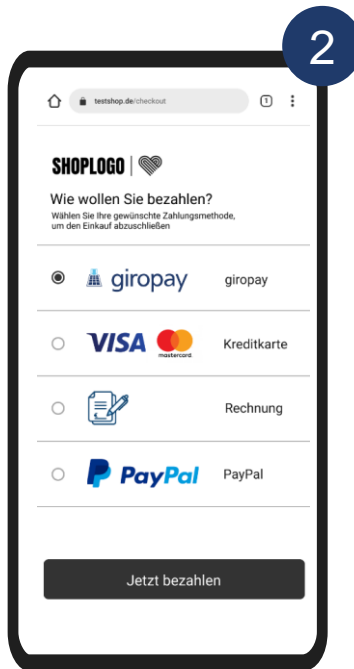 2
testshop.de/checkout
1
SHOPLOGO |
Wie wollen Sie bezahlen?
Wählen Sie Ihre gewünschte Zahlungsmethode,
um den Einkauf abzuschließen
giropay giropay
VISA mastercard Kreditkarte
Rechnung
PayPal PayPal
Jetzt bezahlen